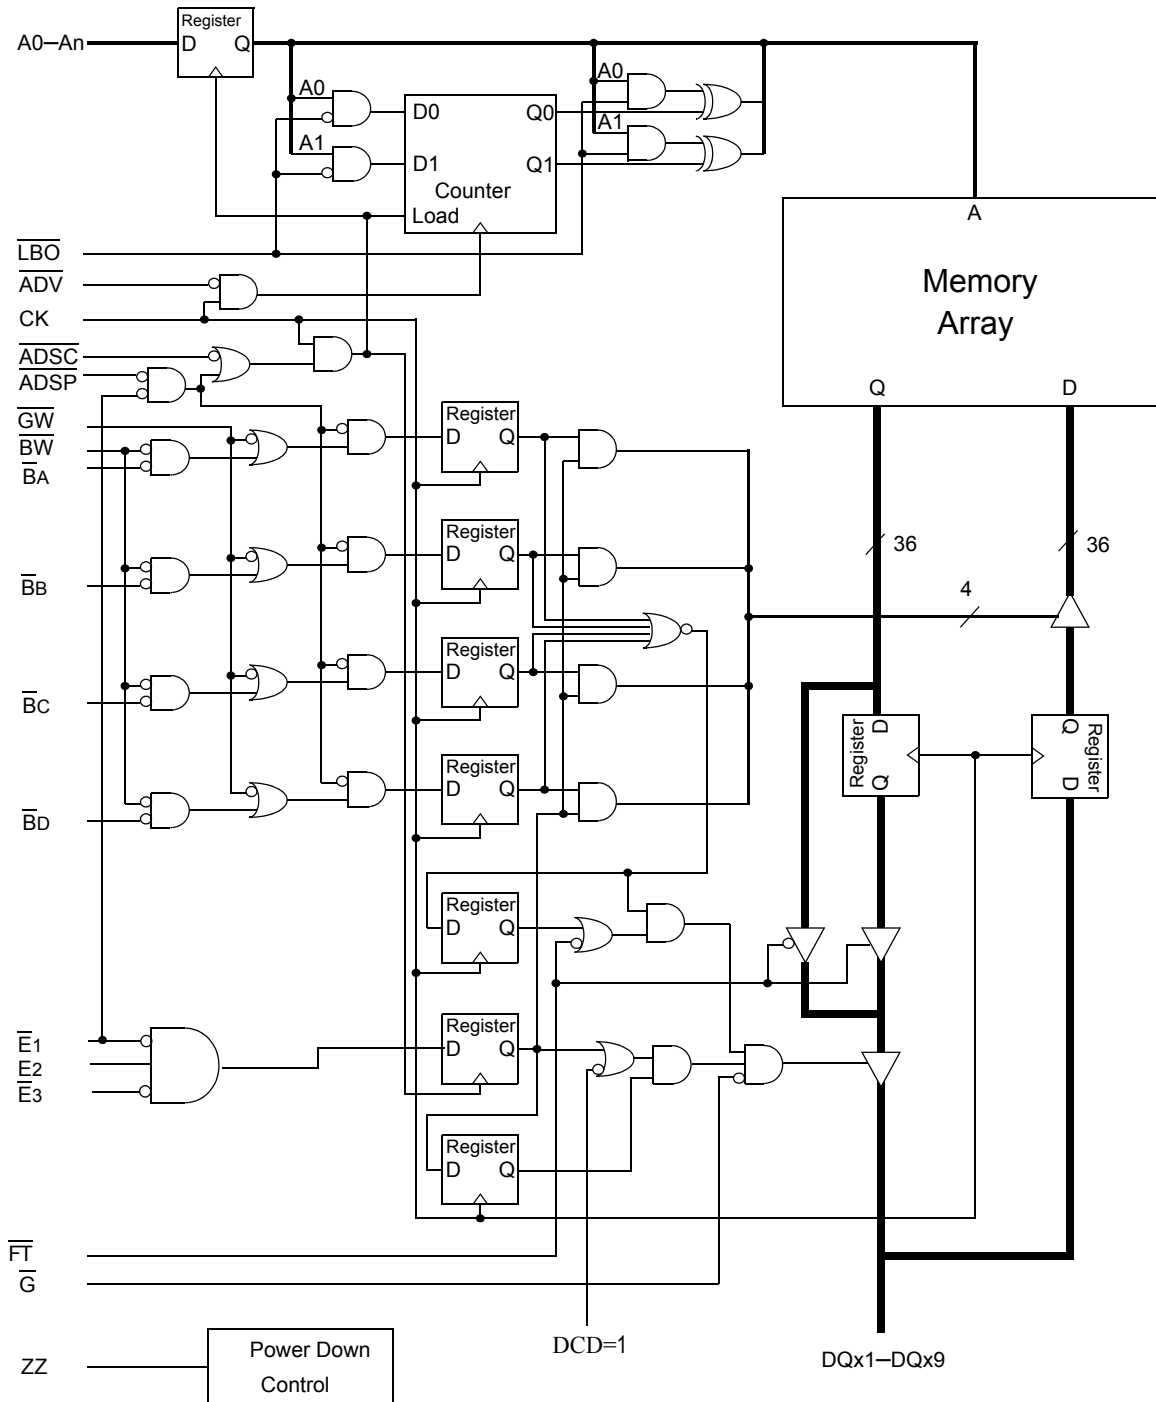 Register
A0–An
D Q
A0
A0
D0
Q0
A1
A1
D1
Q1
Counter
Load
A
LBO
ADV
Memory
Array
CK
ADSC
ADSP
Q D
GW
Register
D Q
BW
BA
Register
D Q
BB
36
36
4
Register
D Q
BC
D
Q
Register
Q
D
Register
Register
D Q
BD
Register
D Q
Register
D Q
E1
E2
E3
Register
D Q
FT
G
DCD=1
Power Down
Control
ZZ
DQx1–DQx9